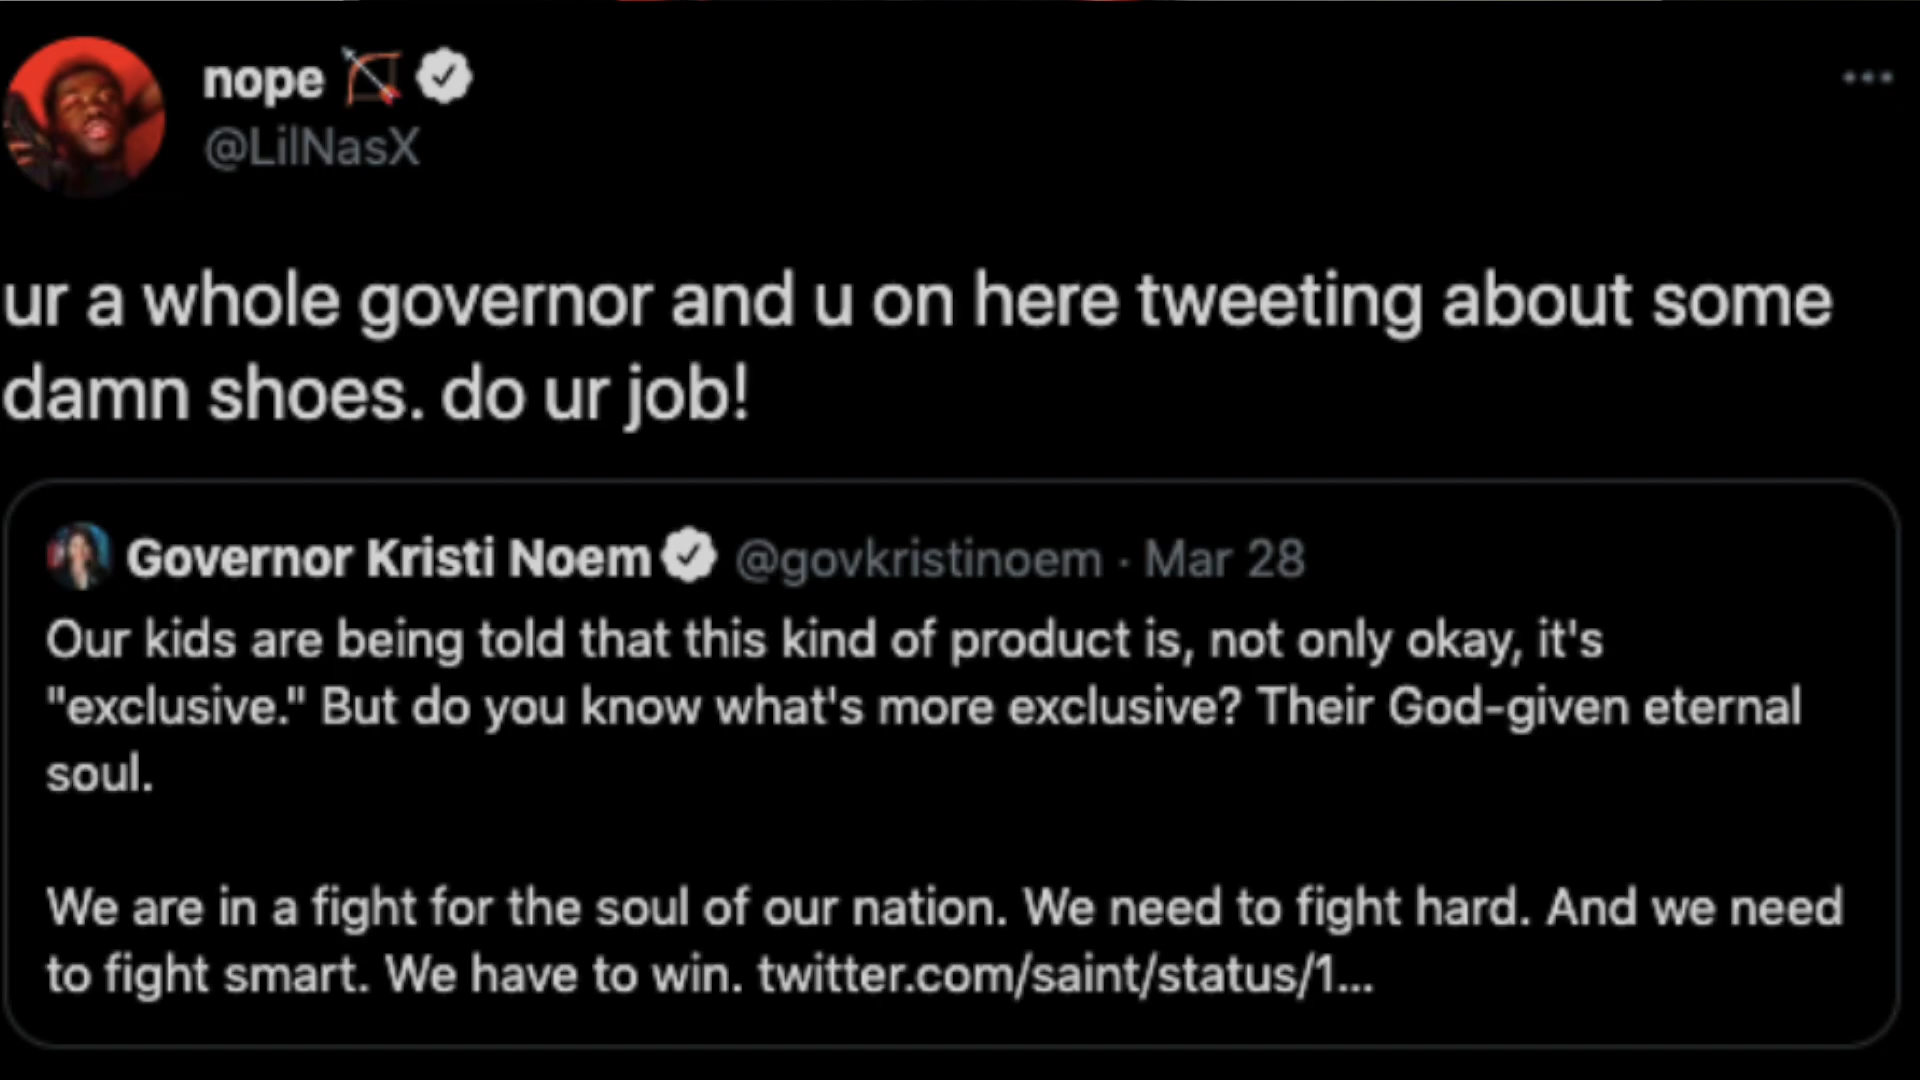 nope 🏹
@LilNasX
ur a whole governor and u on here tweeting about some
damn shoes. do ur job!
Governor Kristi Noem @govkristinoem · Mar 28
Our kids are being told that this kind of product is, not only okay, it's
"exclusive." But do you know what's more exclusive? Their God-given eternal
soul.
We are in a fight for the soul of our nation. We need to fight hard. And we need
to fight smart. We have to win. twitter.com/saint/status/1...